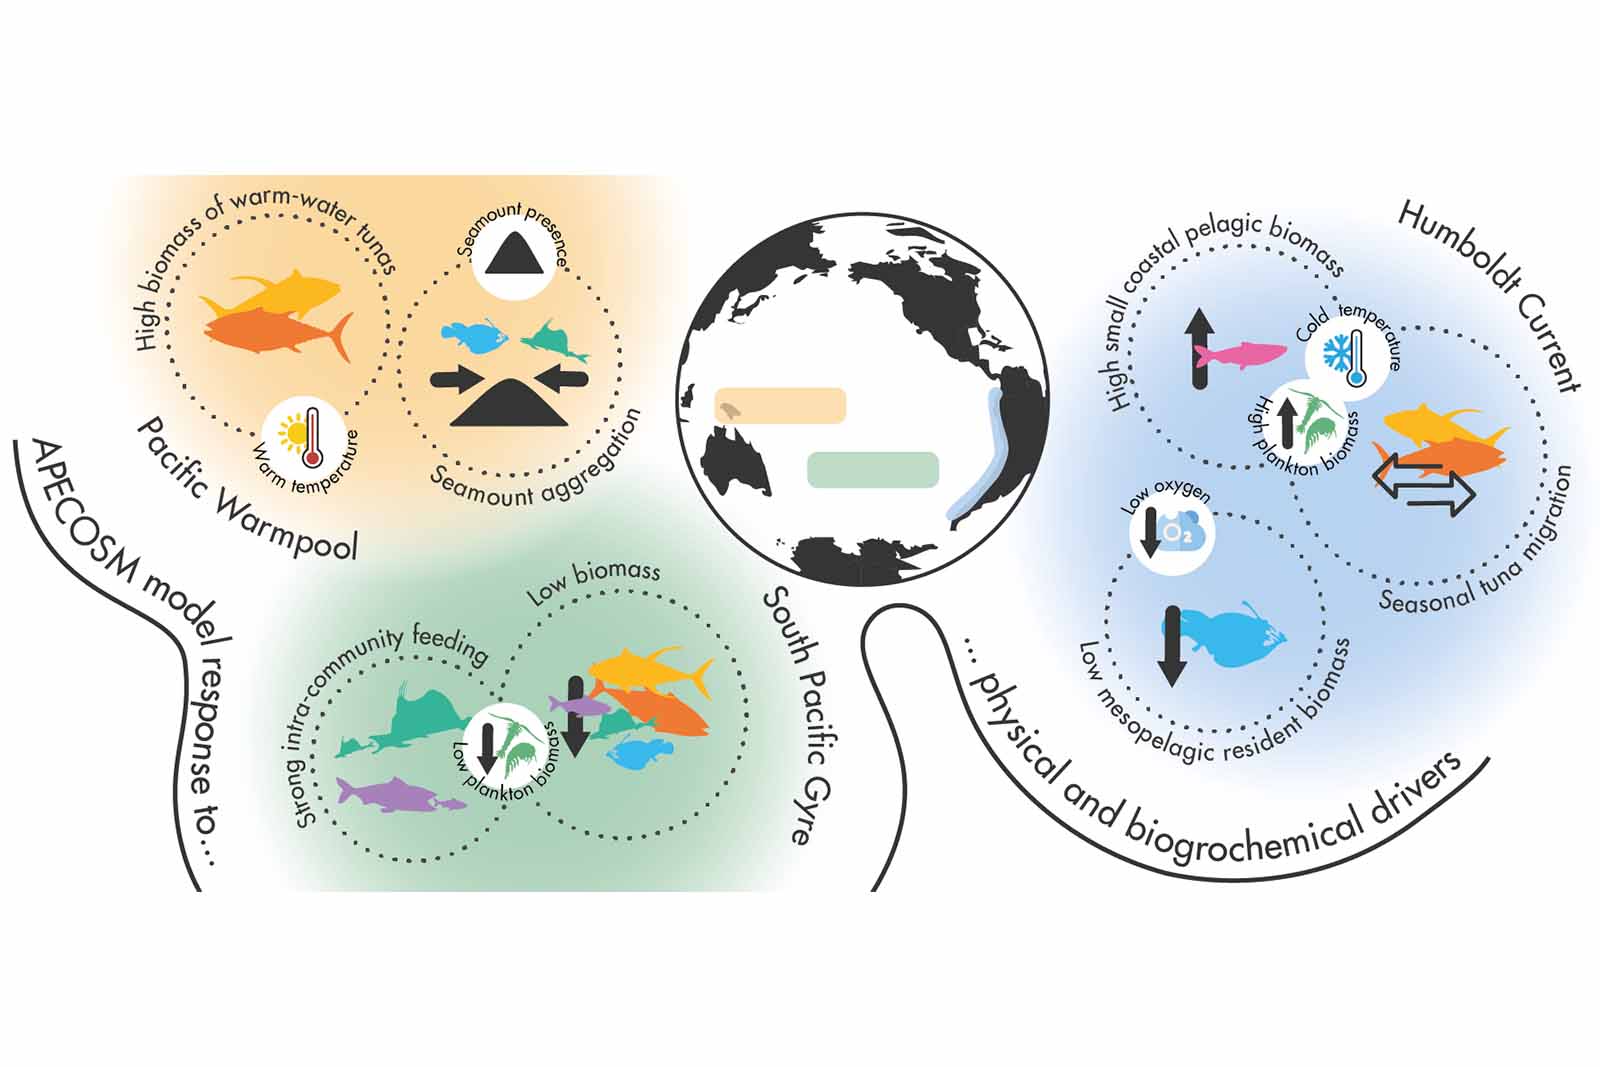 APECOSM model response to...
High biomass of warm-water tunas
Warm temperature
Pacific Warmpool
Seamount presence
Seamount aggregation
Strong intra-community feeding
Low plankton biomass
Low biomass
South Pacific Gyre
... physical and biogrochemical drivers
Humboldt Current
High small coastal pelagic biomass
Cold temperature
High plankton biomass
Seasonal tuna migration
Low oxygen
O2
Low mesopelagic resident biomass